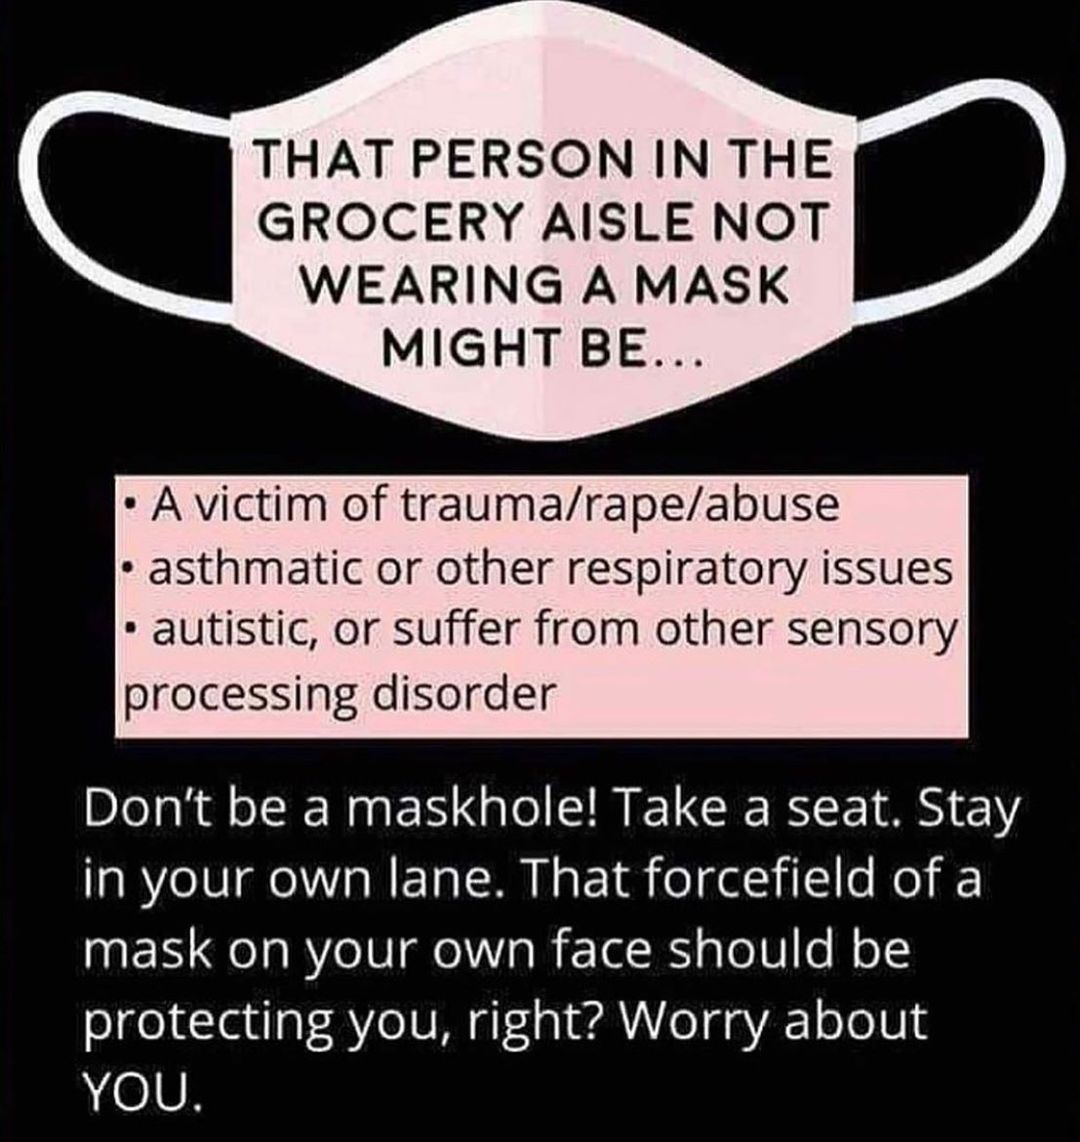 THAT PERSON IN THE
GROCERY AISLE NOT
WEARING A MASK
MIGHT BE...
• A victim of trauma/rape/abuse
• asthmatic or other respiratory issues
• autistic, or suffer from other sensory
processing disorder
Don't be a maskhole! Take a seat. Stay
in your own lane. That forcefield of a
mask on your own face should be
protecting you, right? Worry about
YOU.